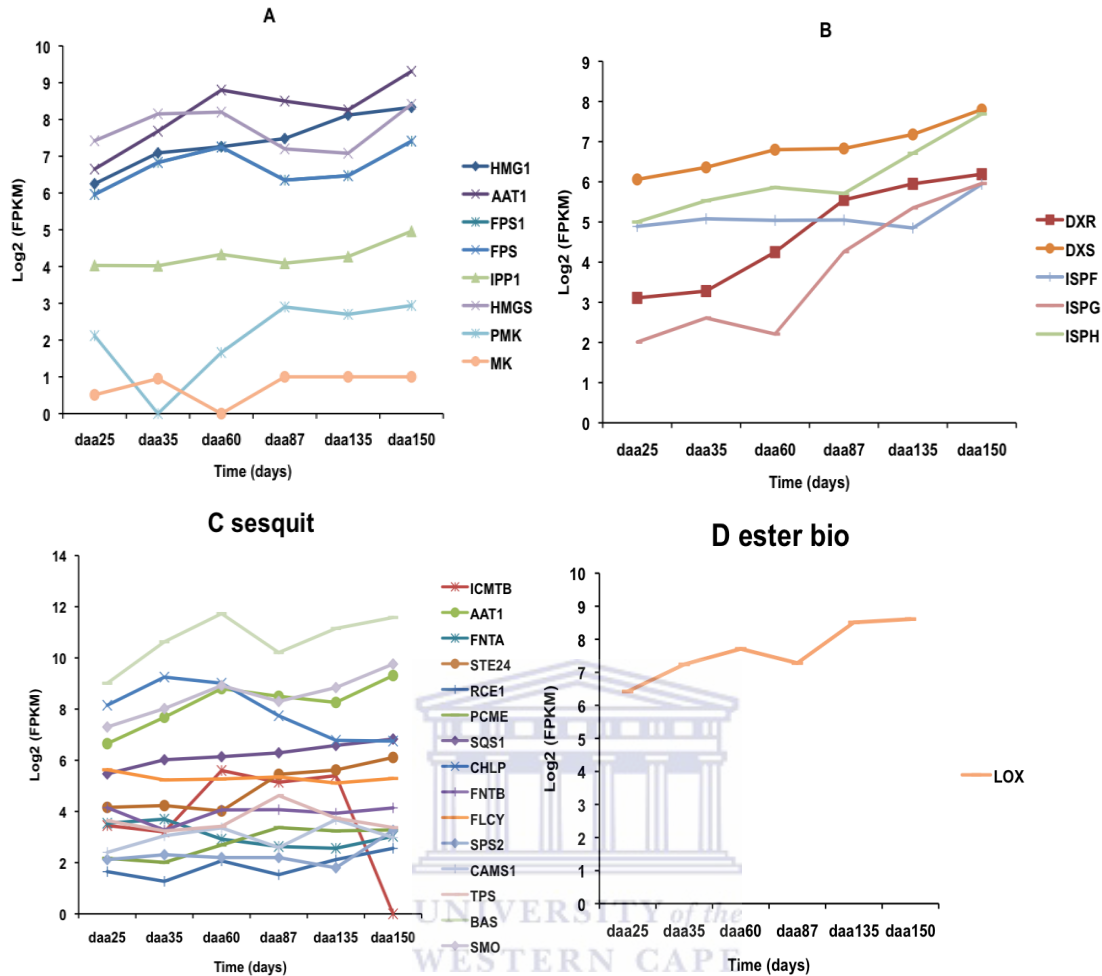 A
10
9
8
7
6
5
4
3
2
1
0
Log2 (FPKM)
daa25 daa35 daa60 daa87 daa135 daa150
Time (days)
HMG1
AAT1
FPS1
FPS
IPP1
HMGS
PMK
MK
B
9
8
7
6
5
4
3
2
1
0
Log2 (FPKM)
daa25 daa35 daa60 daa87 daa135 daa150
Time (days)
DXR
DXS
ISPF
ISPG
ISPH
C sesquit
14
12
10
8
6
4
2
0
Log2 (FPKM)
daa25 daa35 daa60 daa87 daa135 daa150
Time (days)
ICMTB
AAT1
FNTA
STE24
RCE1
PCME
SQS1
CHLP
FNTB
FLCY
SPS2
CAMS1
TPS
BAS
SMO
D ester bio
10
9
8
7
6
5
4
3
2
1
0
Log2 (FPKM)
daa25 daa35 daa60 daa87 daa135 daa150
Time (days)
LOX
UNIVERSITY of the
WESTERN CAPE